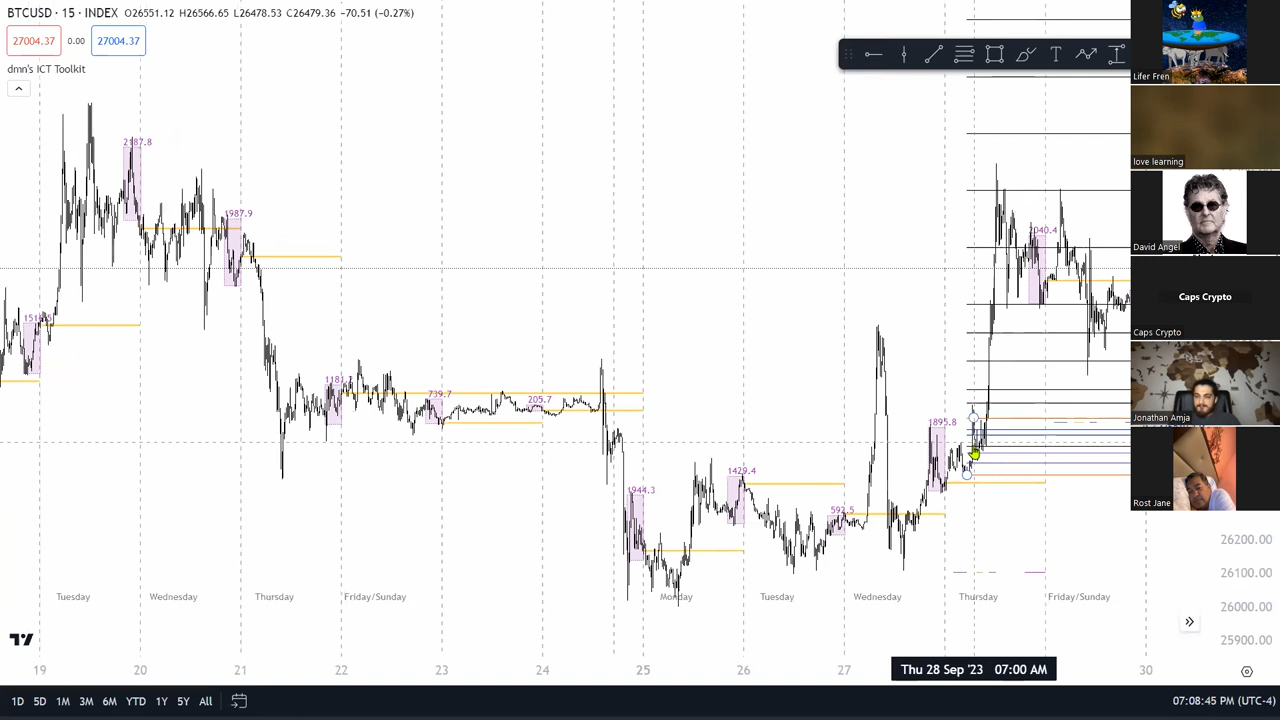 BTCUSD · 15 · INDEX O26551.12 H26566.65 L26478.53 C26479.36 −70.51 (−0.27%)
27004.37 0.00 27004.37
dmn's ICT Toolkit
2187.8
1987.9
1187.2
739.7
205.7
1944.3
1429.4
592.5
1895.8
2040.4
Tuesday Wednesday Thursday Friday/Sunday Monday Tuesday Wednesday Thursday Friday/Sunday
26200.00
26100.00
26000.00
25900.00
19 20 21 22 23 24 25 26 27 Thu 28 Sep '23 07:00 AM 30
1D 5D 1M 3M 6M YTD 1Y 5Y All 07:08:45 PM (UTC-4)
Lifer Fren
love learning
David Angel
Caps Crypto
Caps Crypto
Jonathan Amja
Rost Jane